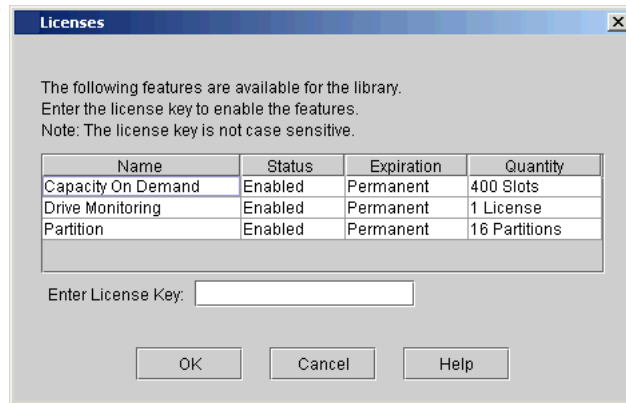 Licenses
The following features are available for the library.
Enter the license key to enable the features.
Note: The license key is not case sensitive.
Name Status Expiration Quantity
Capacity On Demand Enabled Permanent 400 Slots
Drive Monitoring Enabled Permanent 1 License
Partition Enabled Permanent 16 Partitions
Enter License Key:
OK Cancel Help